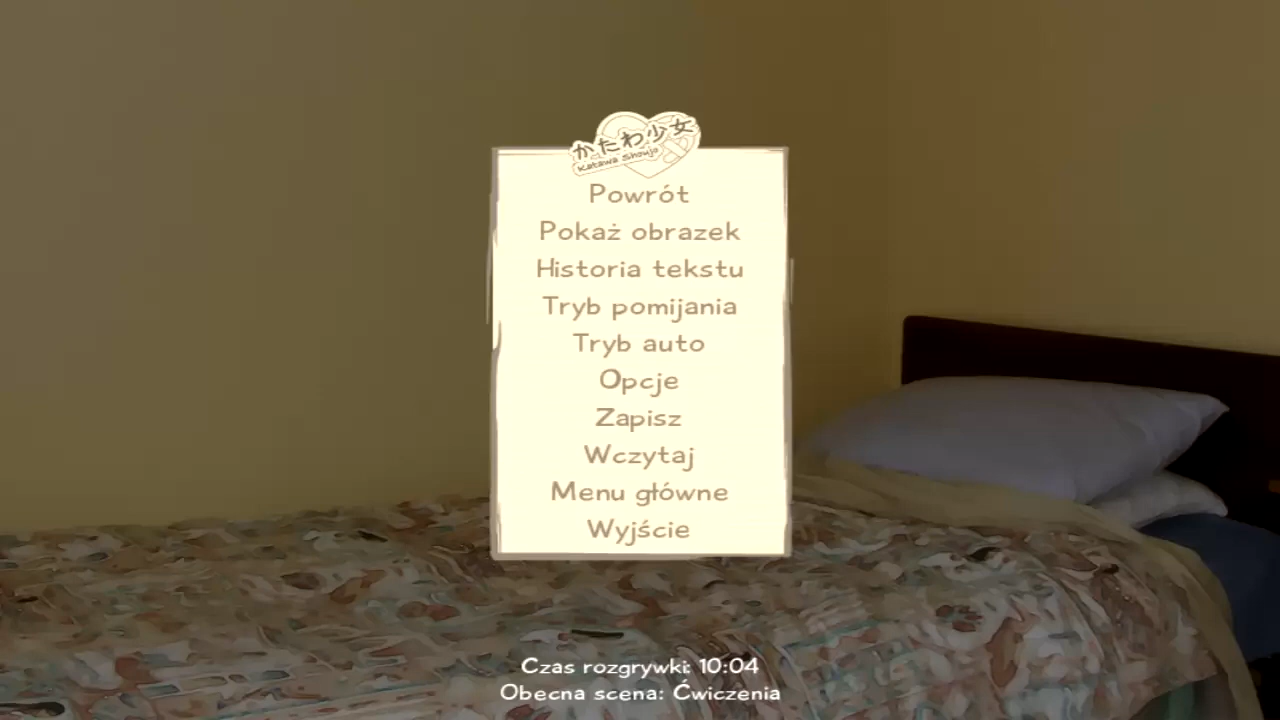 かたわ少女
Katawa Shoujo
Powrót
Pokaż obrazek
Historia tekstu
Tryb pomijania
Tryb auto
Opcje
Zapisz
Wczytaj
Menu główne
Wyjście
Czas rozgrywki: 10:04
Obecna scena: Ćwiczenia